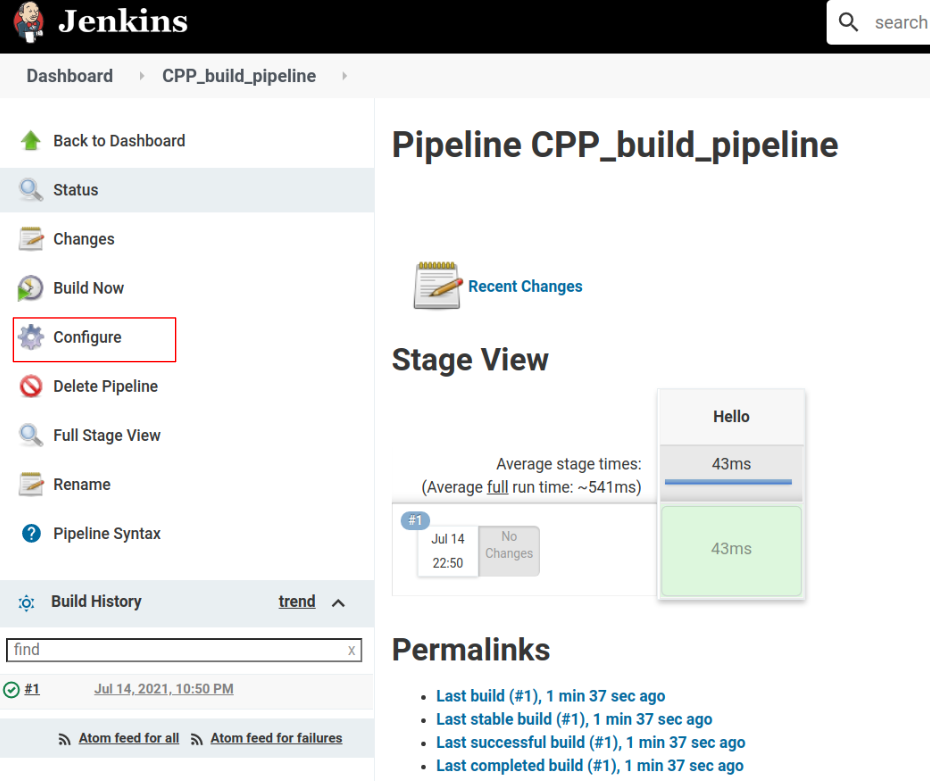 Jenkins
search
Dashboard
CPP_build_pipeline
Back to Dashboard
Status
Changes
Build Now
Configure
Delete Pipeline
Full Stage View
Rename
? Pipeline Syntax
Build History trend
find x
#1 Jul 14, 2021, 10:50 PM
Atom feed for all Atom feed for failures
Pipeline CPP_build_pipeline
Recent Changes
Stage View
Hello
Average stage times:
(Average full run time: ~541ms)
43ms
#1
Jul 14
22:50
No
Changes
43ms
Permalinks
Last build (#1), 1 min 37 sec ago
Last stable build (#1), 1 min 37 sec ago
Last successful build (#1), 1 min 37 sec ago
Last completed build (#1), 1 min 37 sec ago